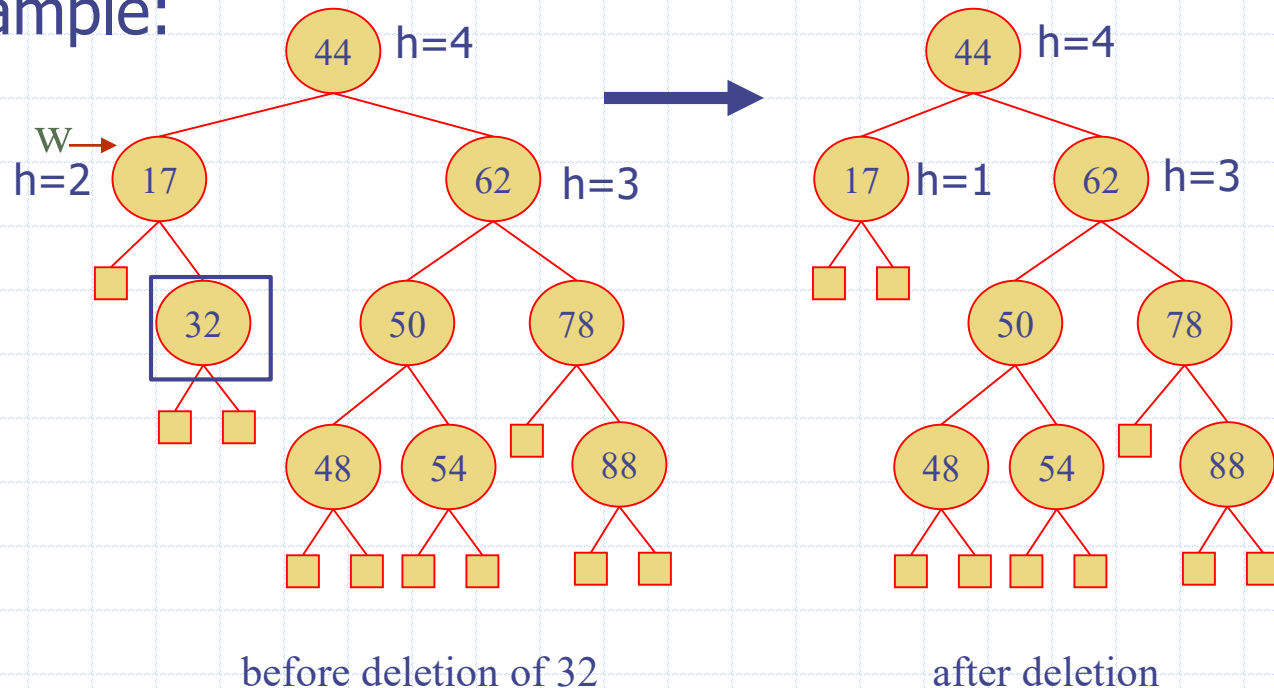 ample:
44 h=4 44 h=4
w
h=2 17 62 h=3 17 h=1 62 h=3
32 50 78 50 78
48 54 88 48 54 88
before deletion of 32 after deletion